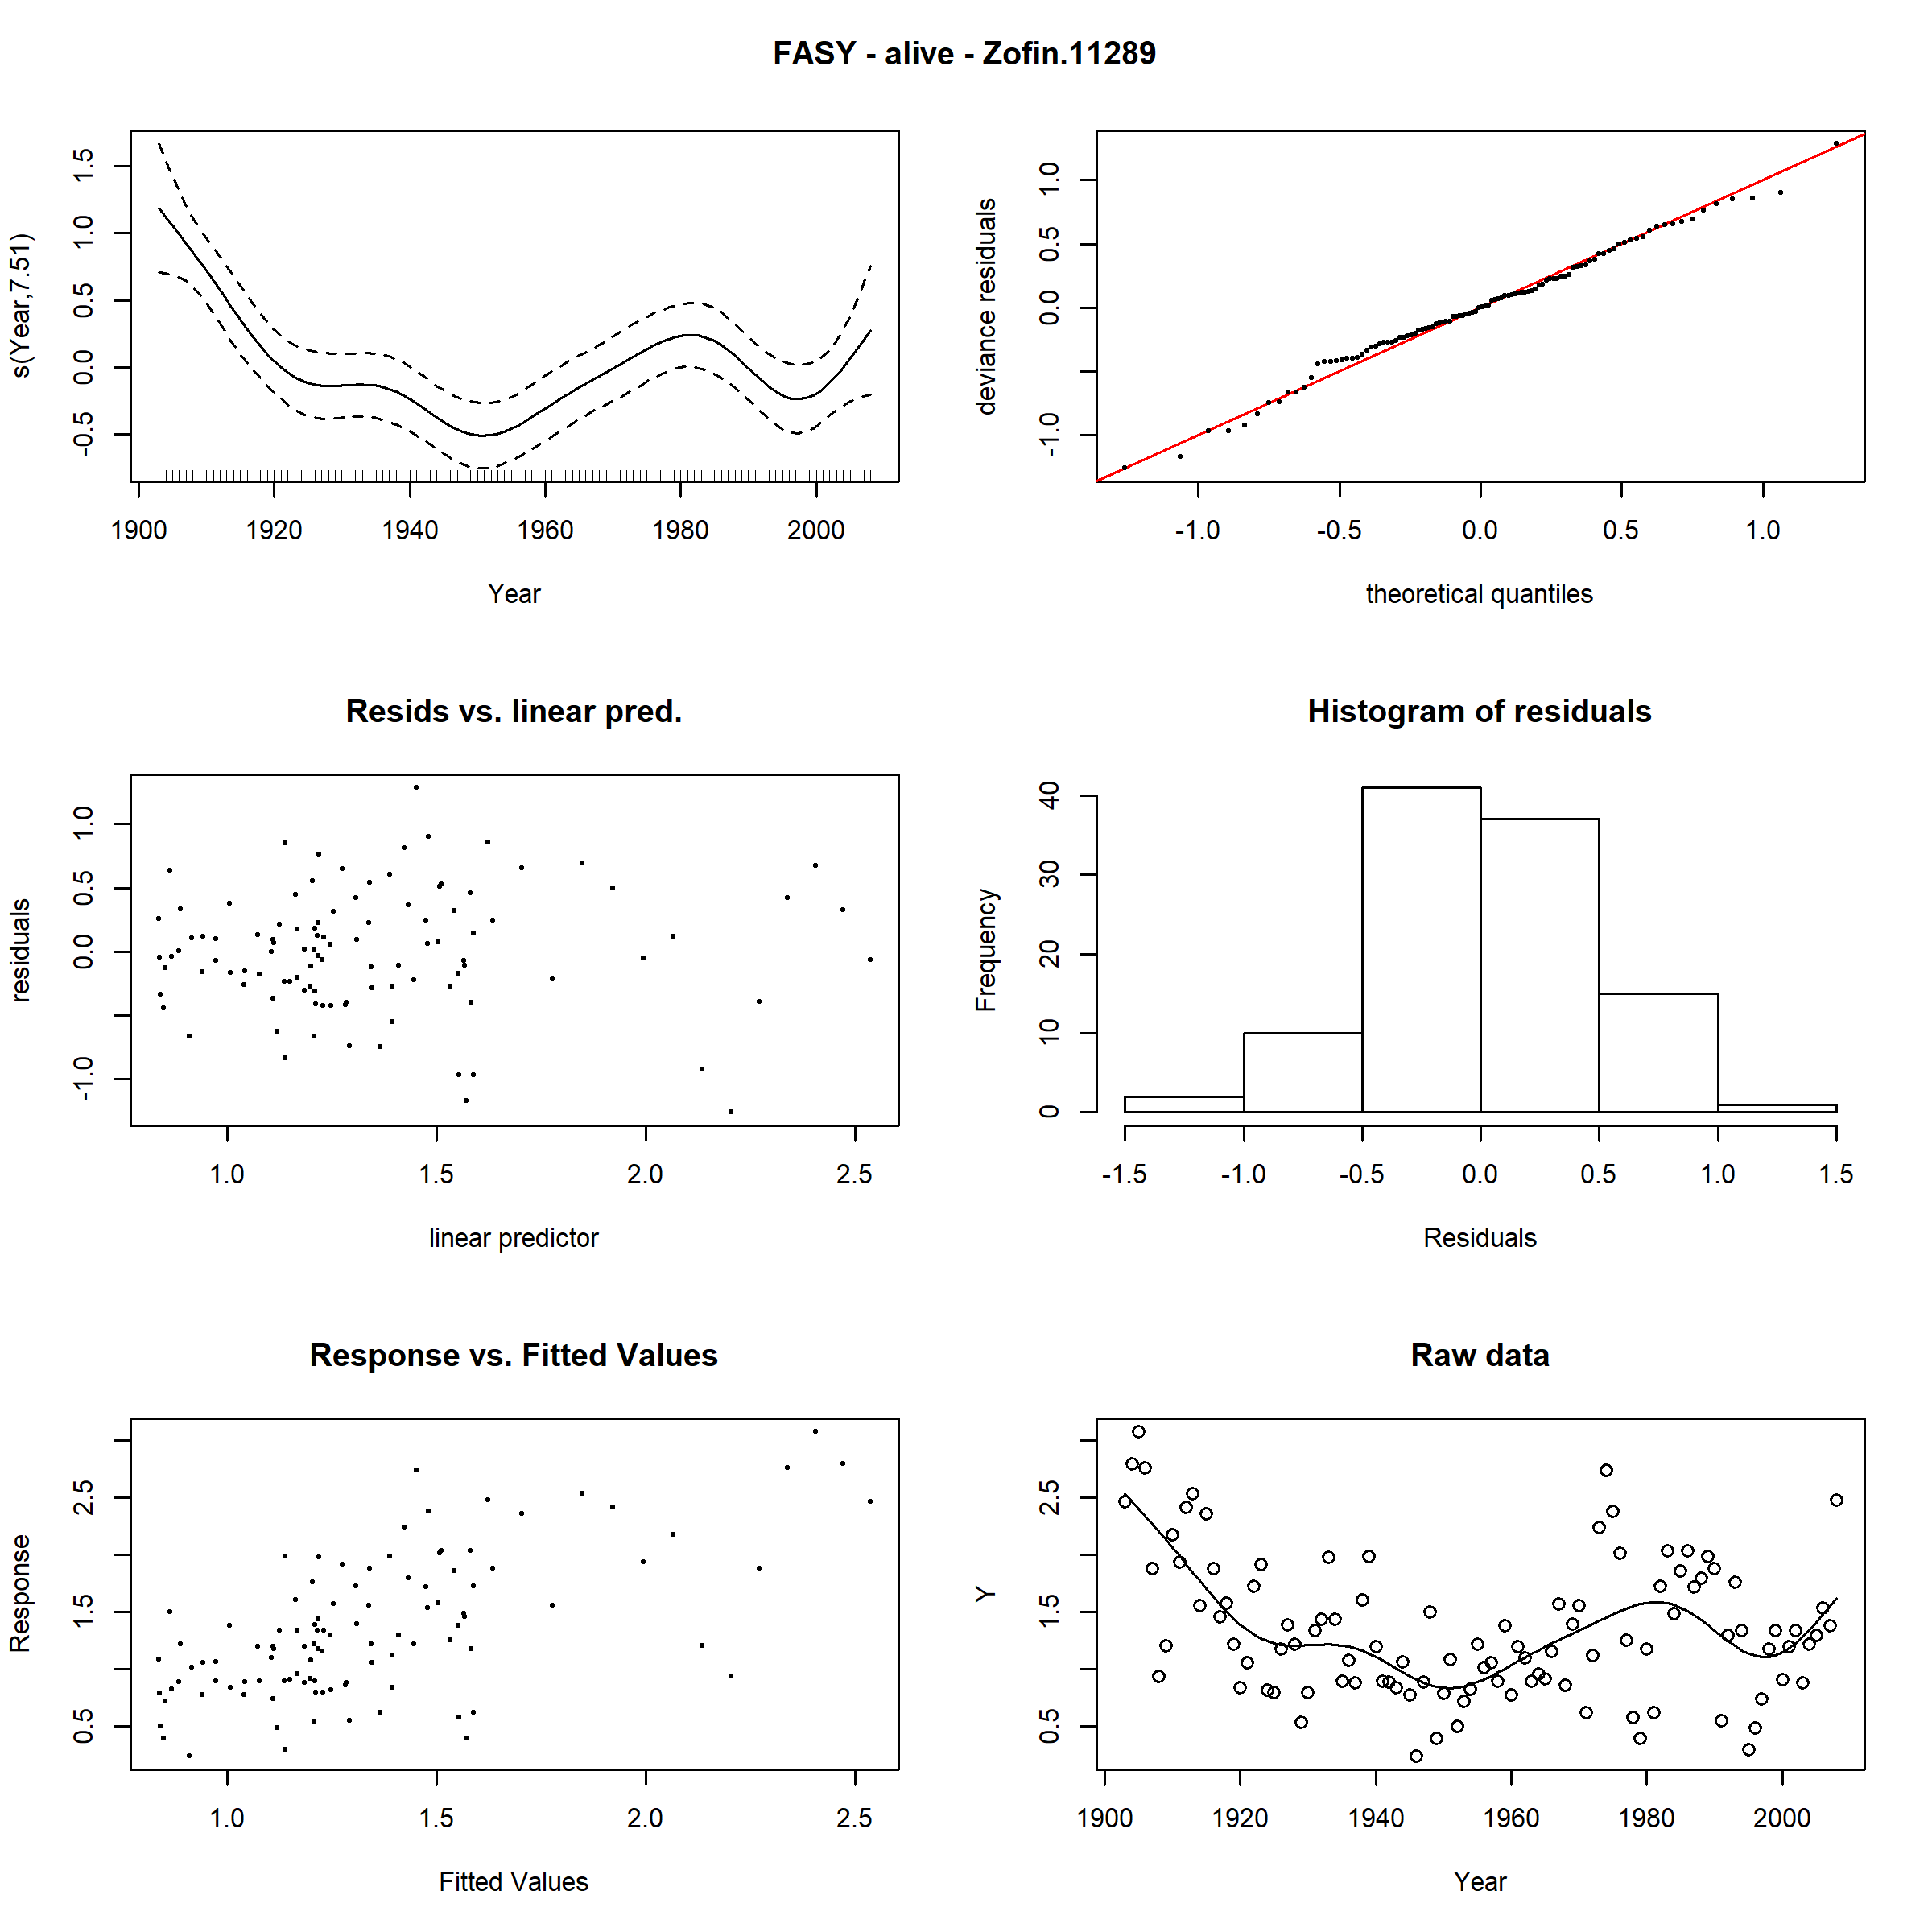 FASY - alive - Zofin.11289
s(Year,7.51)
-0.5 0.0 0.5 1.0 1.5
1900 1920 1940 1960 1980 2000
Year
deviance residuals
-1.0 0.0 0.5 1.0
-1.0 -0.5 0.0 0.5 1.0
theoretical quantiles
Resids vs. linear pred.
residuals
-1.0 0.0 0.5 1.0
1.0 1.5 2.0 2.5
linear predictor
Histogram of residuals
Frequency
0 10 20 30 40
-1.5 -1.0 -0.5 0.0 0.5 1.0 1.5
Residuals
Response vs. Fitted Values
Response
0.5 1.5 2.5
1.0 1.5 2.0 2.5
Fitted Values
Raw data
Y
0.5 1.5 2.5
1900 1920 1940 1960 1980 2000
Year